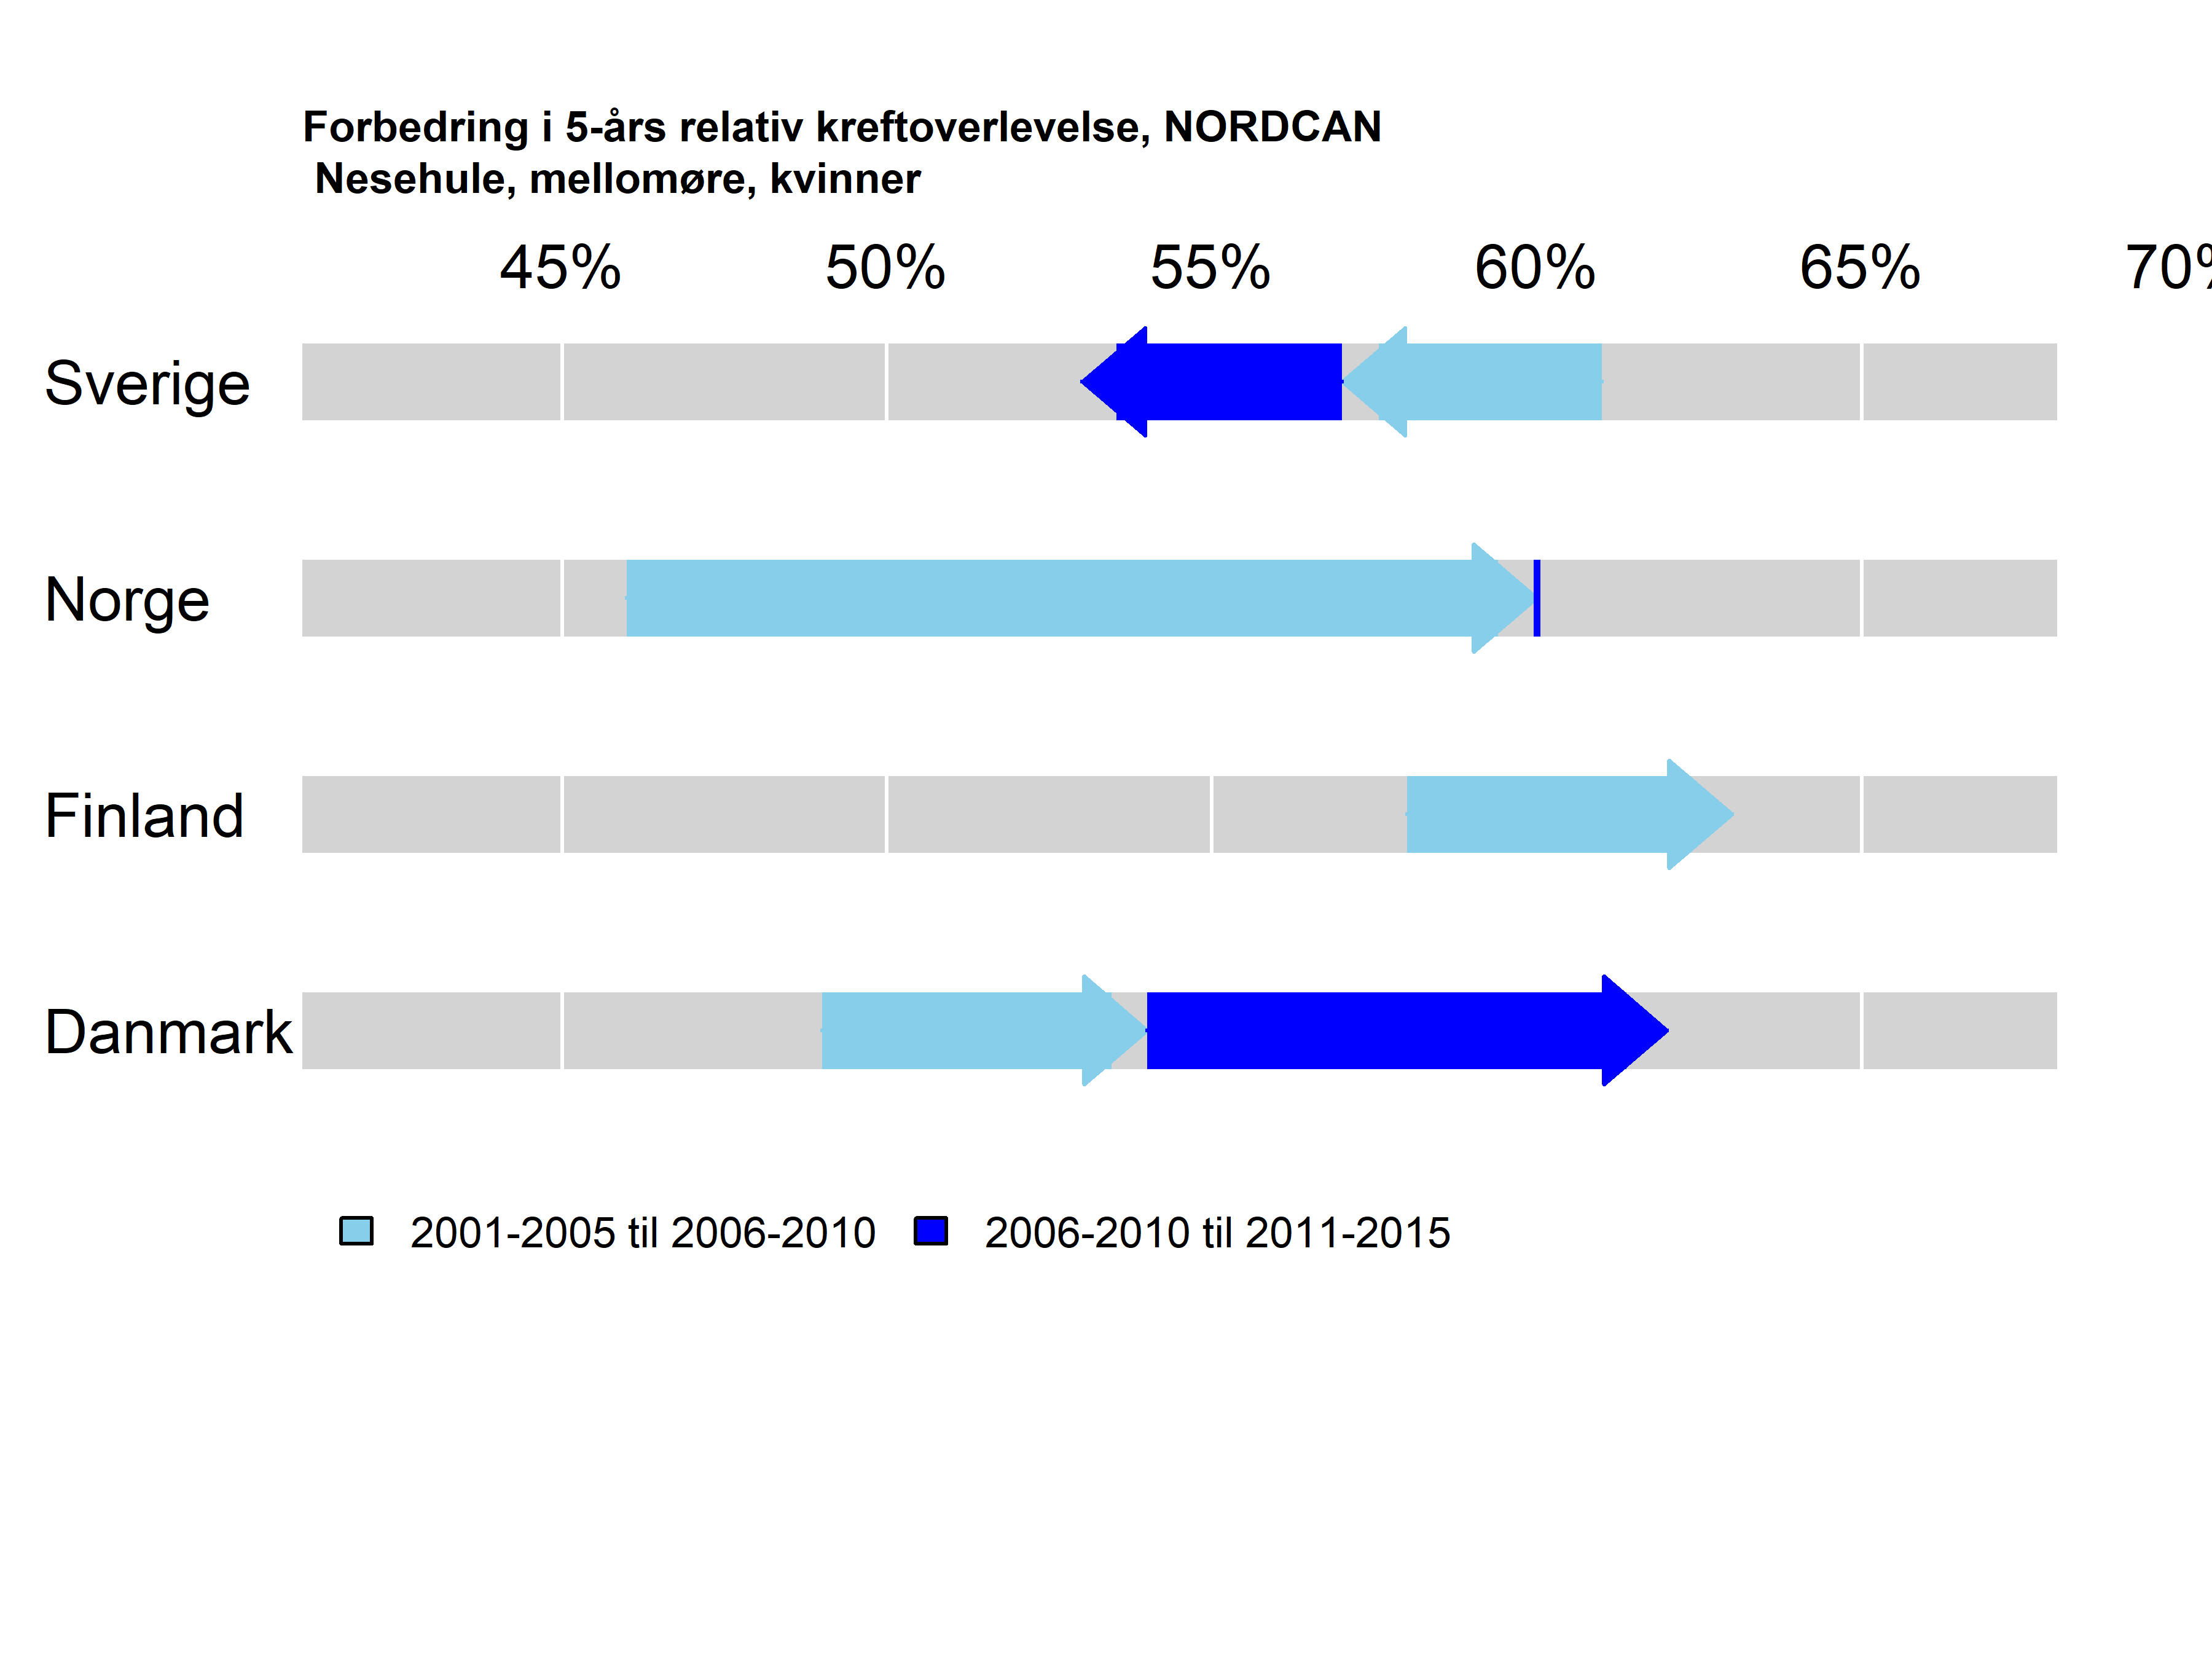 Forbedring i 5-års relativ kreftoverlevelse, NORDCAN
Nesehule, mellomøre, kvinner
45% 50% 55% 60% 65% 70%
Sverige
Norge
Finland
Danmark
2001-2005 til 2006-2010 2006-2010 til 2011-2015